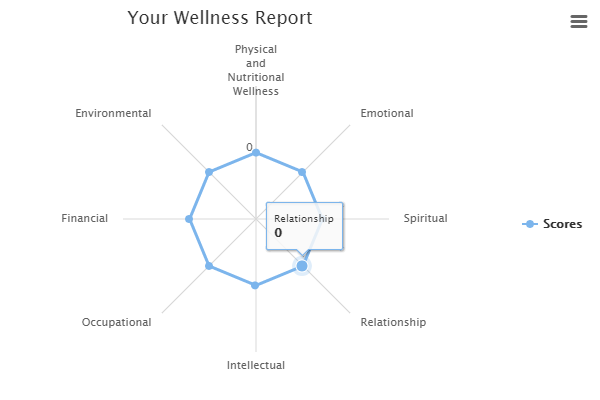 Your Wellness Report
Physical
and
Nutritional
Wellness
Environmental
Emotional
0
Relationship
0
Financial
Spiritual
Scores
Occupational
Relationship
Intellectual